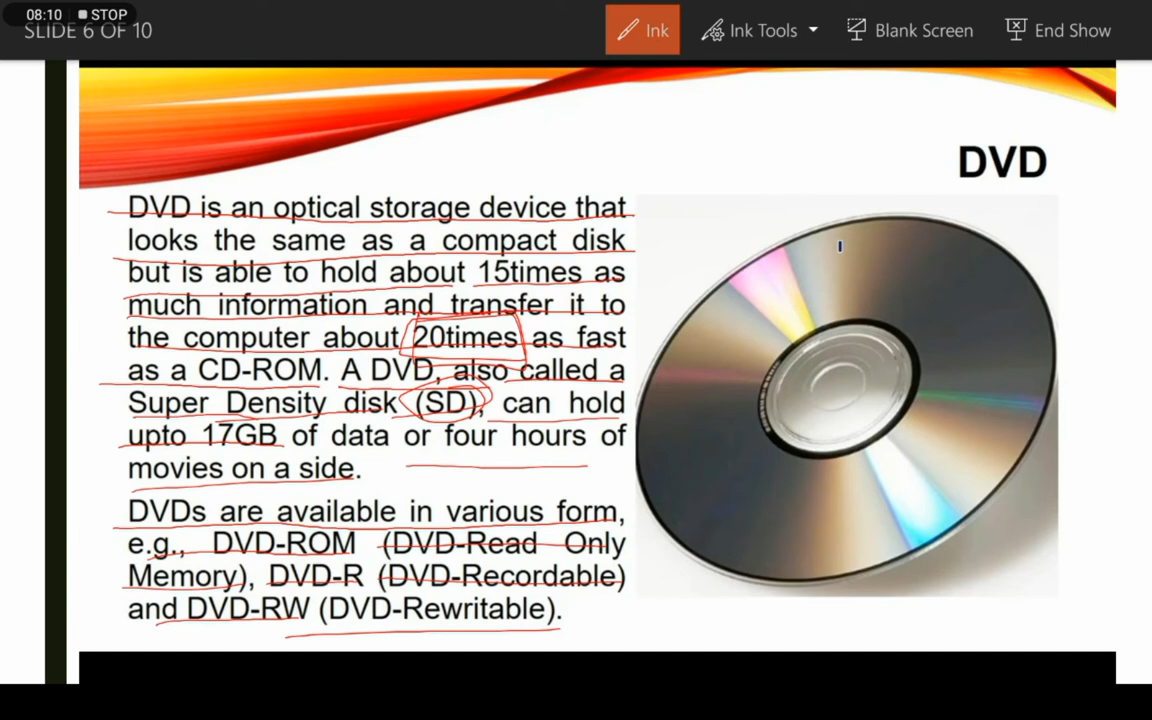 08:10 STOP
SLIDE 6 OF 10
Ink
Ink Tools
Blank Screen
End Show
DVD
DVD is an optical storage device that
looks the same as a compact disk
but is able to hold about 15times as
much information and transfer it to
the computer about 20times as fast
as a CD-ROM. A DVD, also called a
Super Density disk (SD), can hold
upto 17GB of data or four hours of
movies on a side.
DVDs are available in various form,
e.g., DVD-ROM (DVD-Read Only
Memory), DVD-R (DVD-Recordable)
and DVD-RW (DVD-Rewritable).